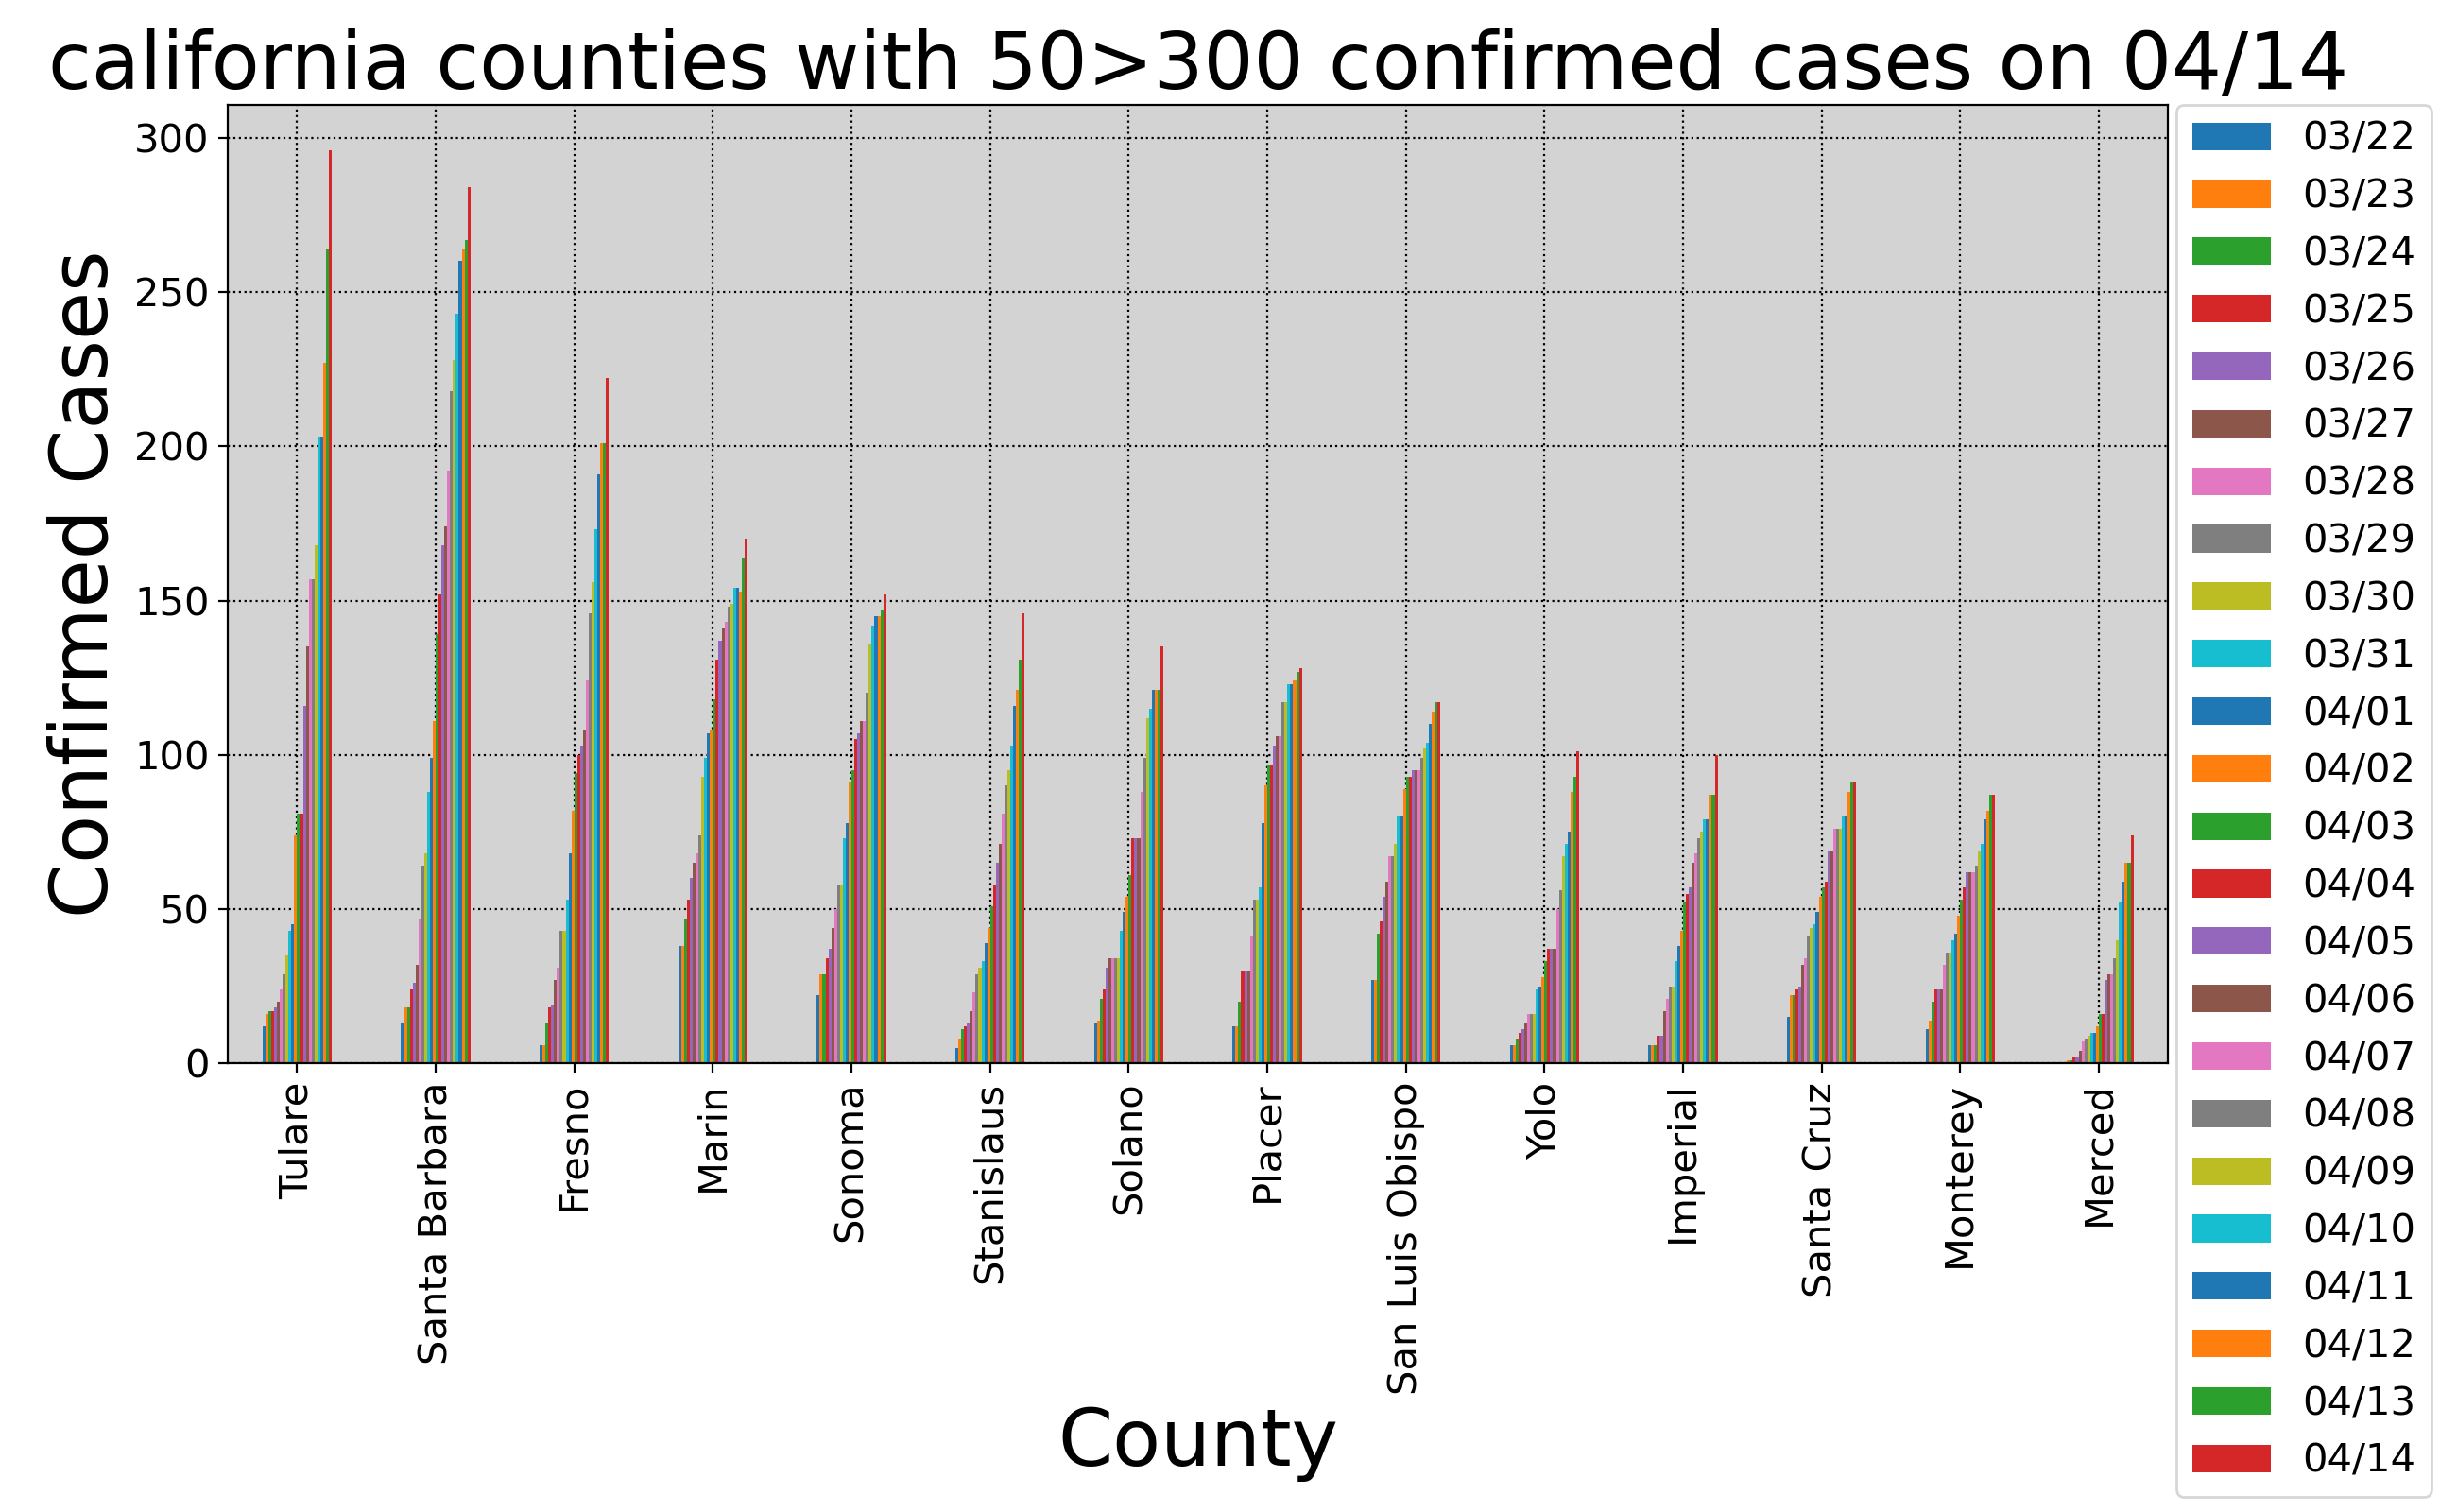 california counties with 50>300 confirmed cases on 04/14
Confirmed Cases
300
250
200
150
100
50
0
Tulare
Santa Barbara
Fresno
Marin
Sonoma
Stanislaus
Solano
Placer
San Luis Obispo
Yolo
Imperial
Santa Cruz
Monterey
Merced
County
03/22
03/23
03/24
03/25
03/26
03/27
03/28
03/29
03/30
03/31
04/01
04/02
04/03
04/04
04/05
04/06
04/07
04/08
04/09
04/10
04/11
04/12
04/13
04/14